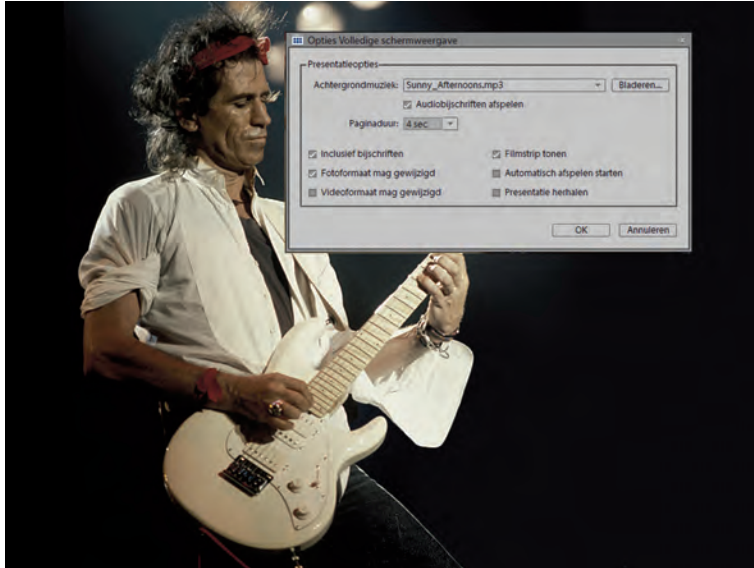 Opties Volledige schermweergave
Presentatieopties
Achtergrondmuziek: Sunny_Afternoons.mp3 Bladeren...
Audiobijschriften afspelen
Paginaduur: 4 sec
Inclusief bijschriften Filmstrip tonen
Fotoformaat mag gewijzigd Automatisch afspelen starten
Videoformaat mag gewijzigd Presentatie herhalen
OK Annuleren